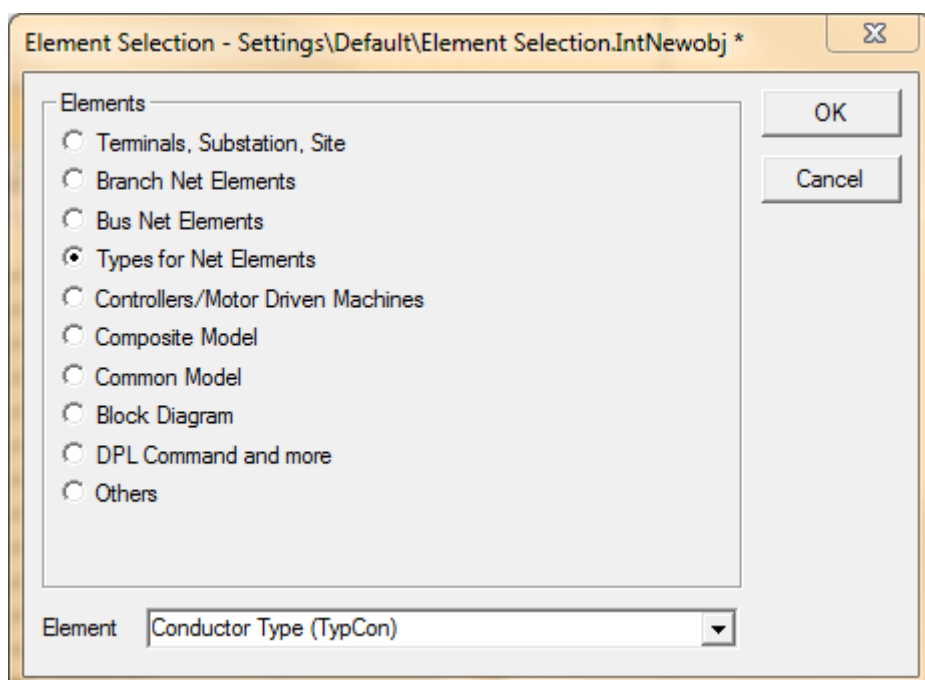 Element Selection - Settings\Default\Element Selection.IntNewobj *
Elements
Terminals, Substation, Site
Branch Net Elements
Bus Net Elements
Types for Net Elements
Controllers/Motor Driven Machines
Composite Model
Common Model
Block Diagram
DPL Command and more
Others
OK
Cancel
Element Conductor Type (TypCon)